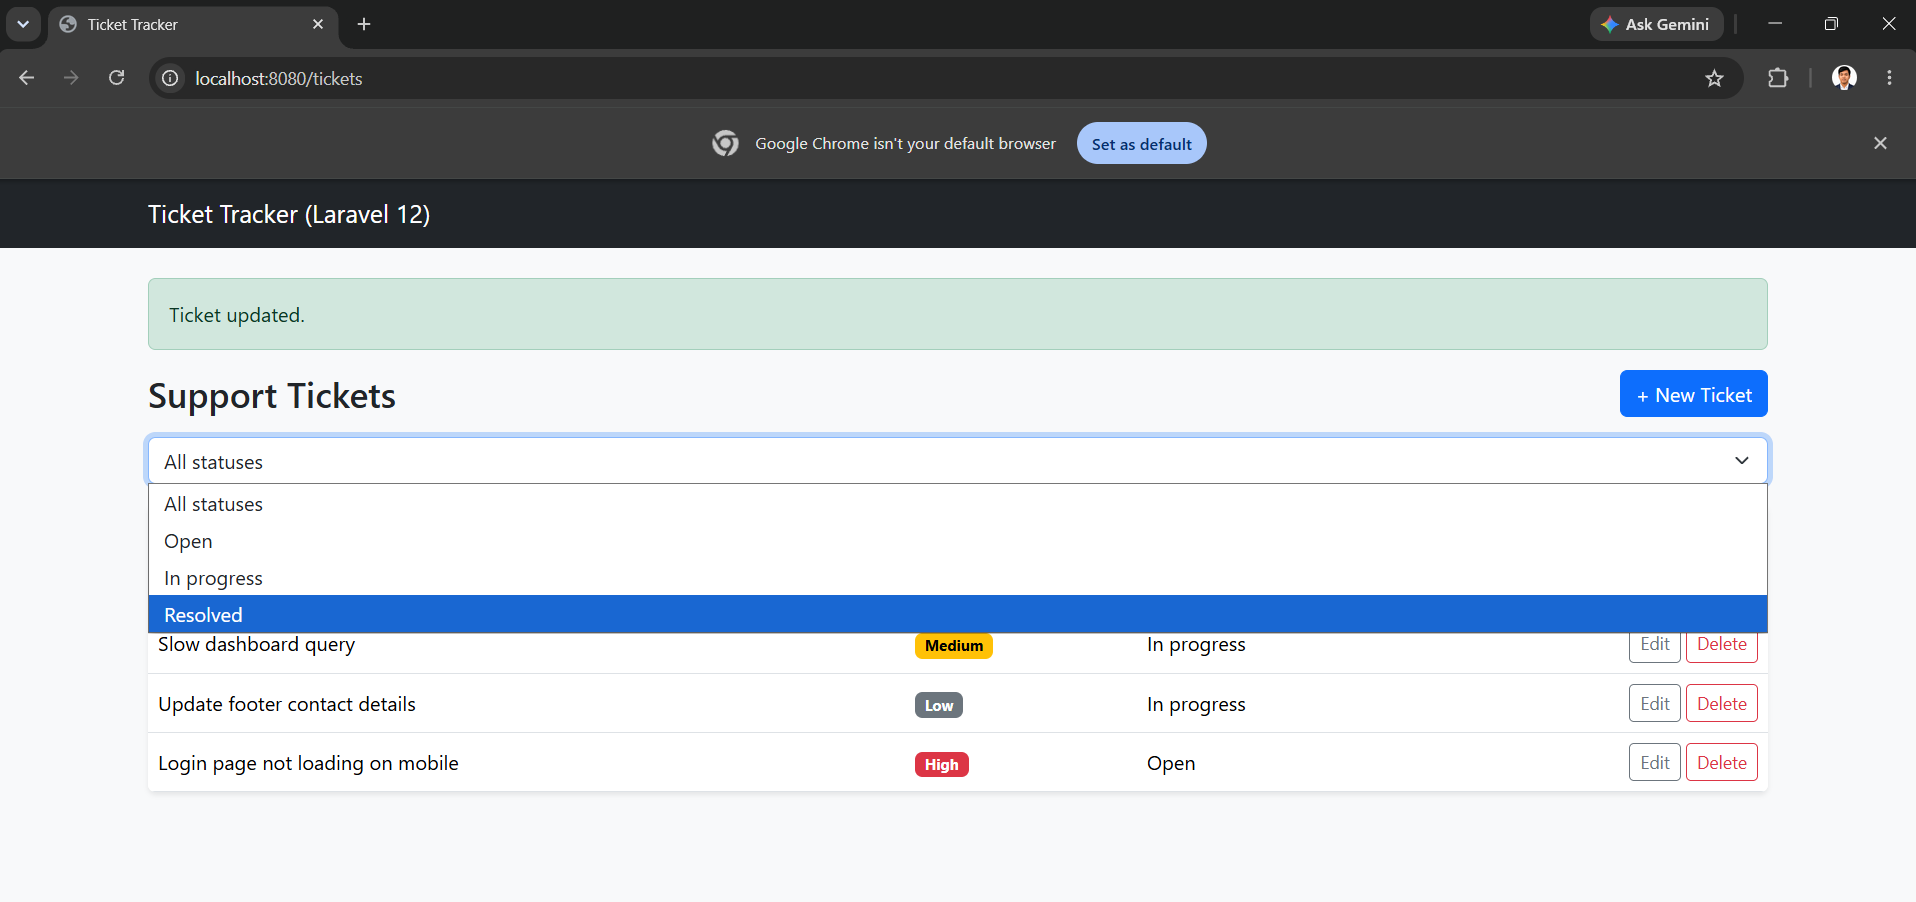 Ticket Tracker
Ask Gemini
localhost:8080/tickets
Google Chrome isn't your default browser
Set as default
Ticket Tracker (Laravel 12)
Ticket updated.
Support Tickets
+ New Ticket
All statuses
All statuses
Open
In progress
Resolved
Slow dashboard query Medium In progress Edit Delete
Update footer contact details Low In progress Edit Delete
Login page not loading on mobile High Open Edit Delete